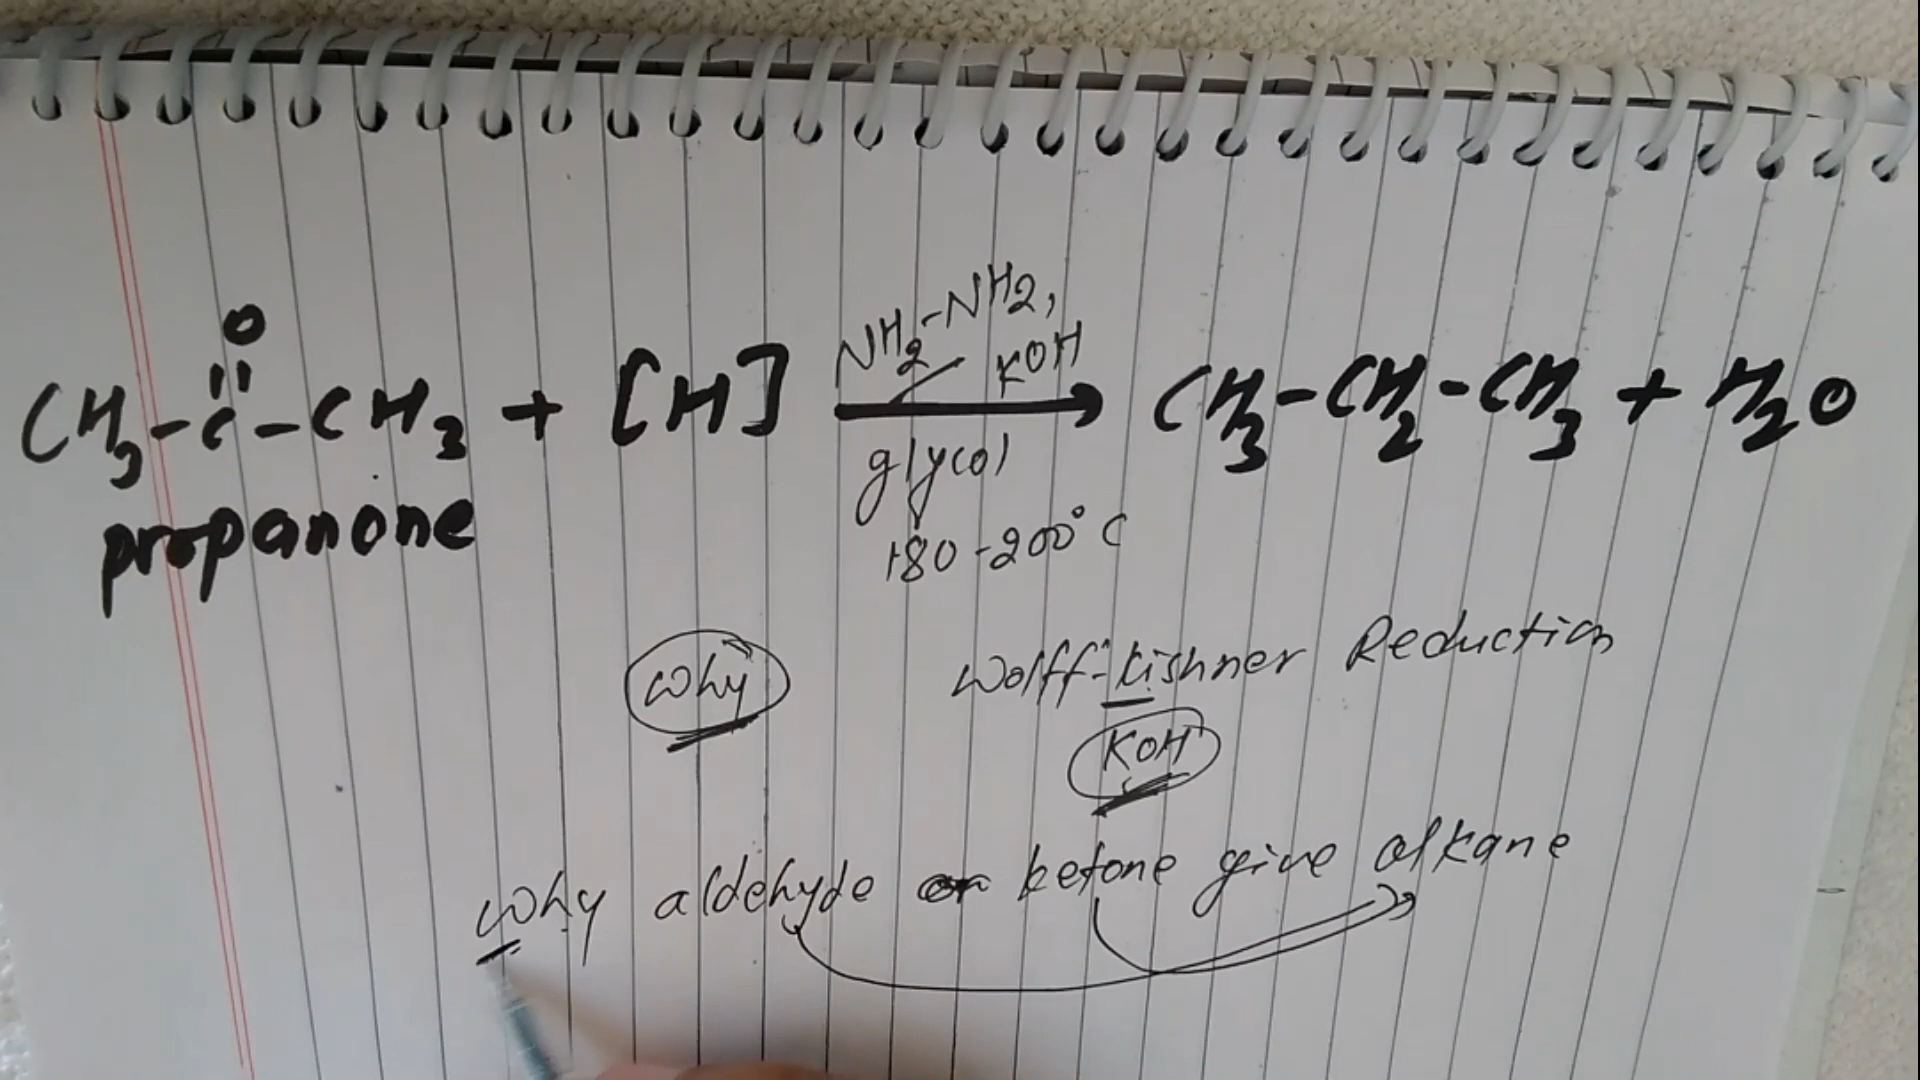 O
CH3-C-CH3 + [H] NH2-NH2, KOH CH3-CH2-CH3 + H2O
glycol
180-200°C
propanone
Why
Wolff-Kishner Reduction
KOH
Why aldehyde or ketone give alkane